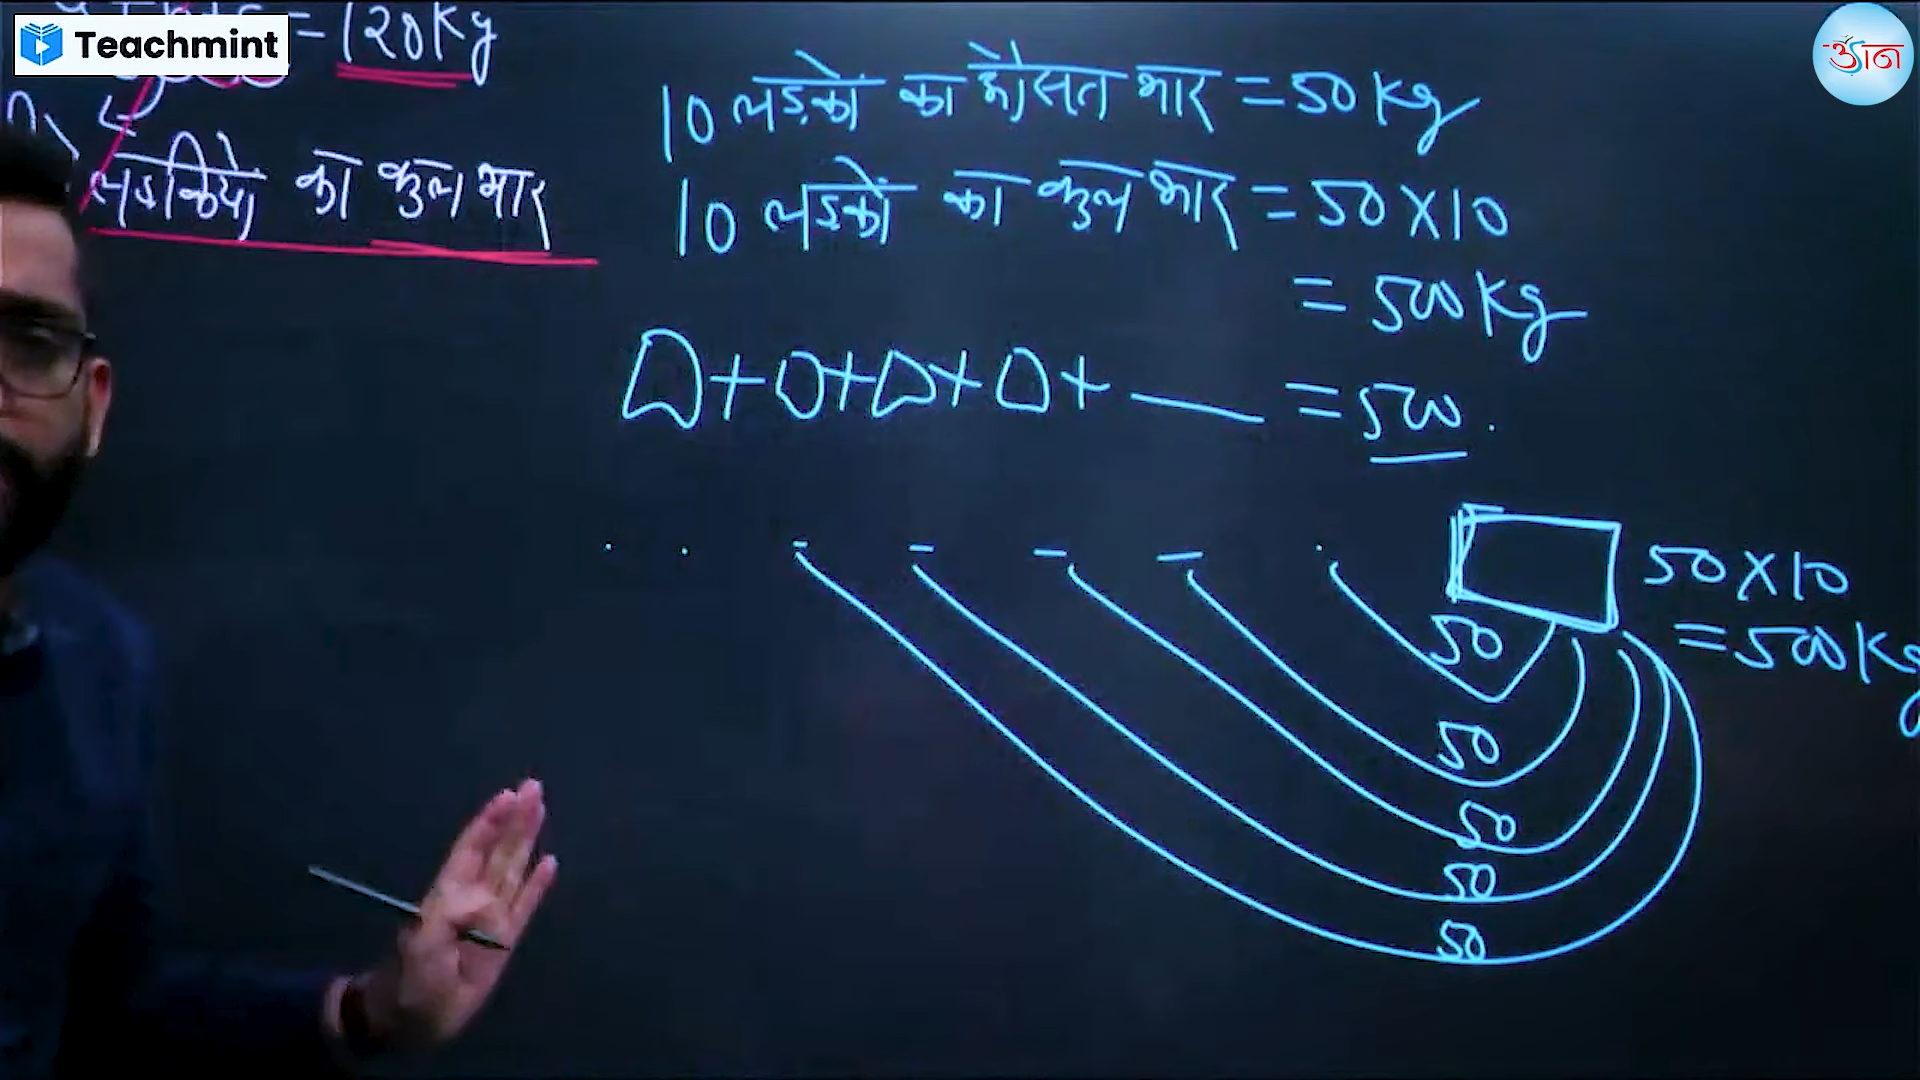 Teachmint
= 120Kg
लड़कियों का कुल भार
ज्ञान
10 लड़कों का औसत भार = 50 Kg
10 लड़कों का कुल भार = 50 X 10
= 500 Kg
+ + + + = 500
50 X 10
= 500 Kg
50
50
50
50
50